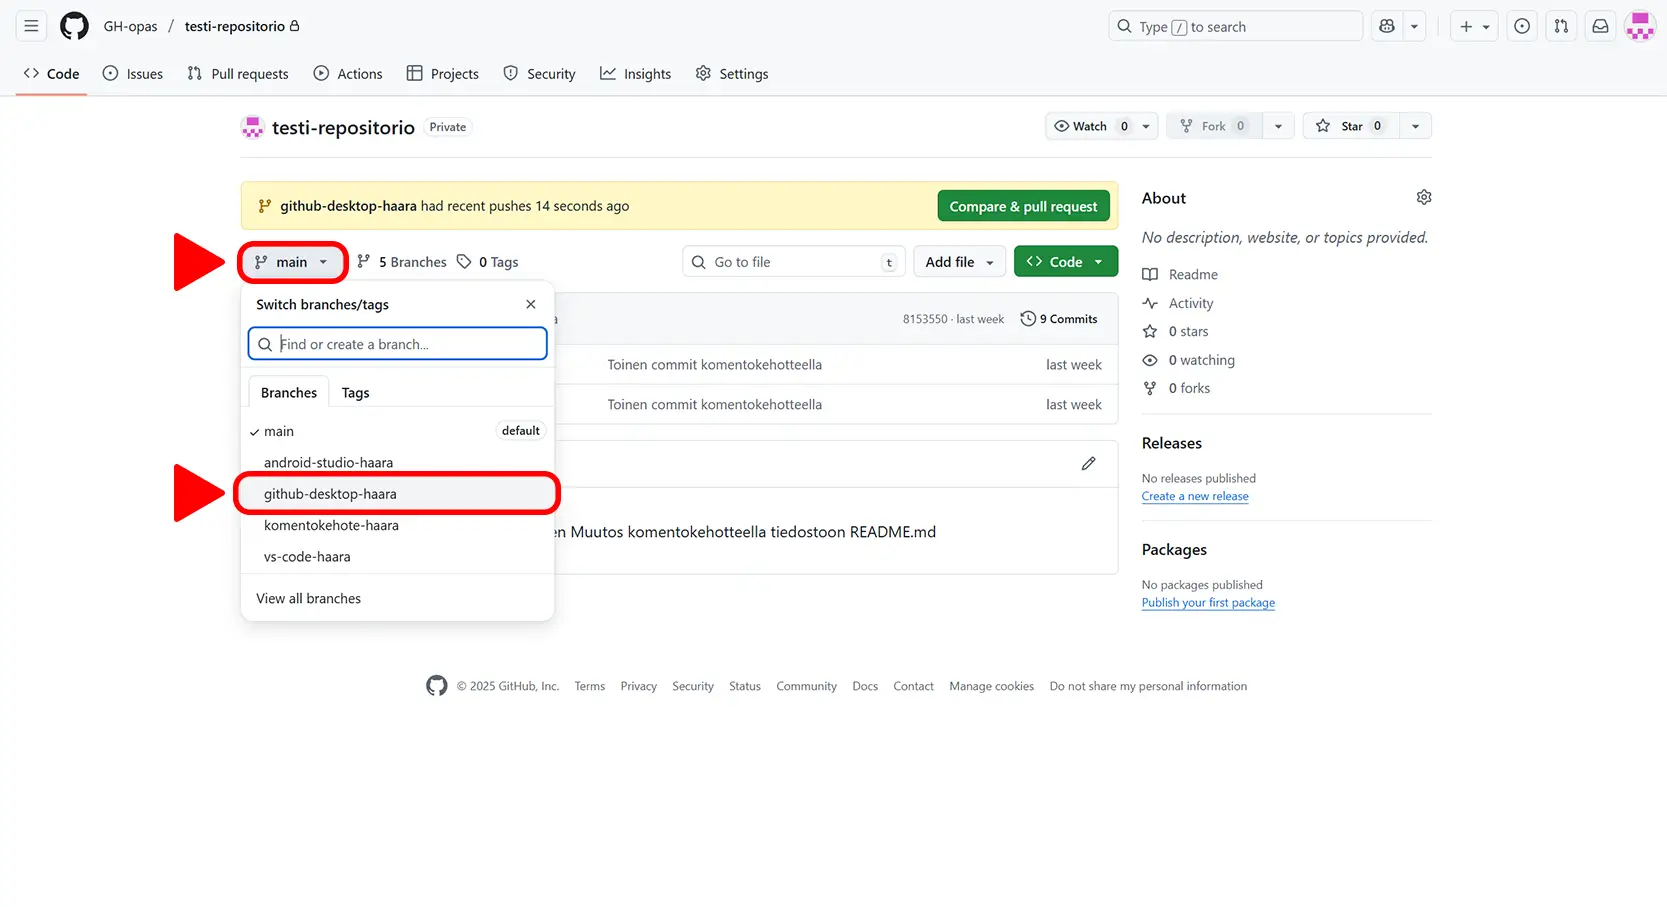 GH-opas / testi-repositorio
Type / to search
Code Issues Pull requests Actions Projects Security Insights Settings
testi-repositorio Private
Watch 0 Fork 0 Star 0
github-desktop-haara had recent pushes 14 seconds ago Compare & pull request
main 5 Branches 0 Tags Go to file t Add file Code
Switch branches/tags
Find or create a branch...
Branches Tags
main default
android-studio-haara
github-desktop-haara
komentokehote-haara
vs-code-haara
View all branches
8153550 · last week 9 Commits
Toinen commit komentokehotteella last week
Toinen commit komentokehotteella last week
Muutos komentokehotteella tiedostoon README.md
About
No description, website, or topics provided.
Readme
Activity
0 stars
0 watching
0 forks
Releases
No releases published
Create a new release
Packages
No packages published
Publish your first package
© 2025 GitHub, Inc. Terms Privacy Security Status Community Docs Contact Manage cookies Do not share my personal information